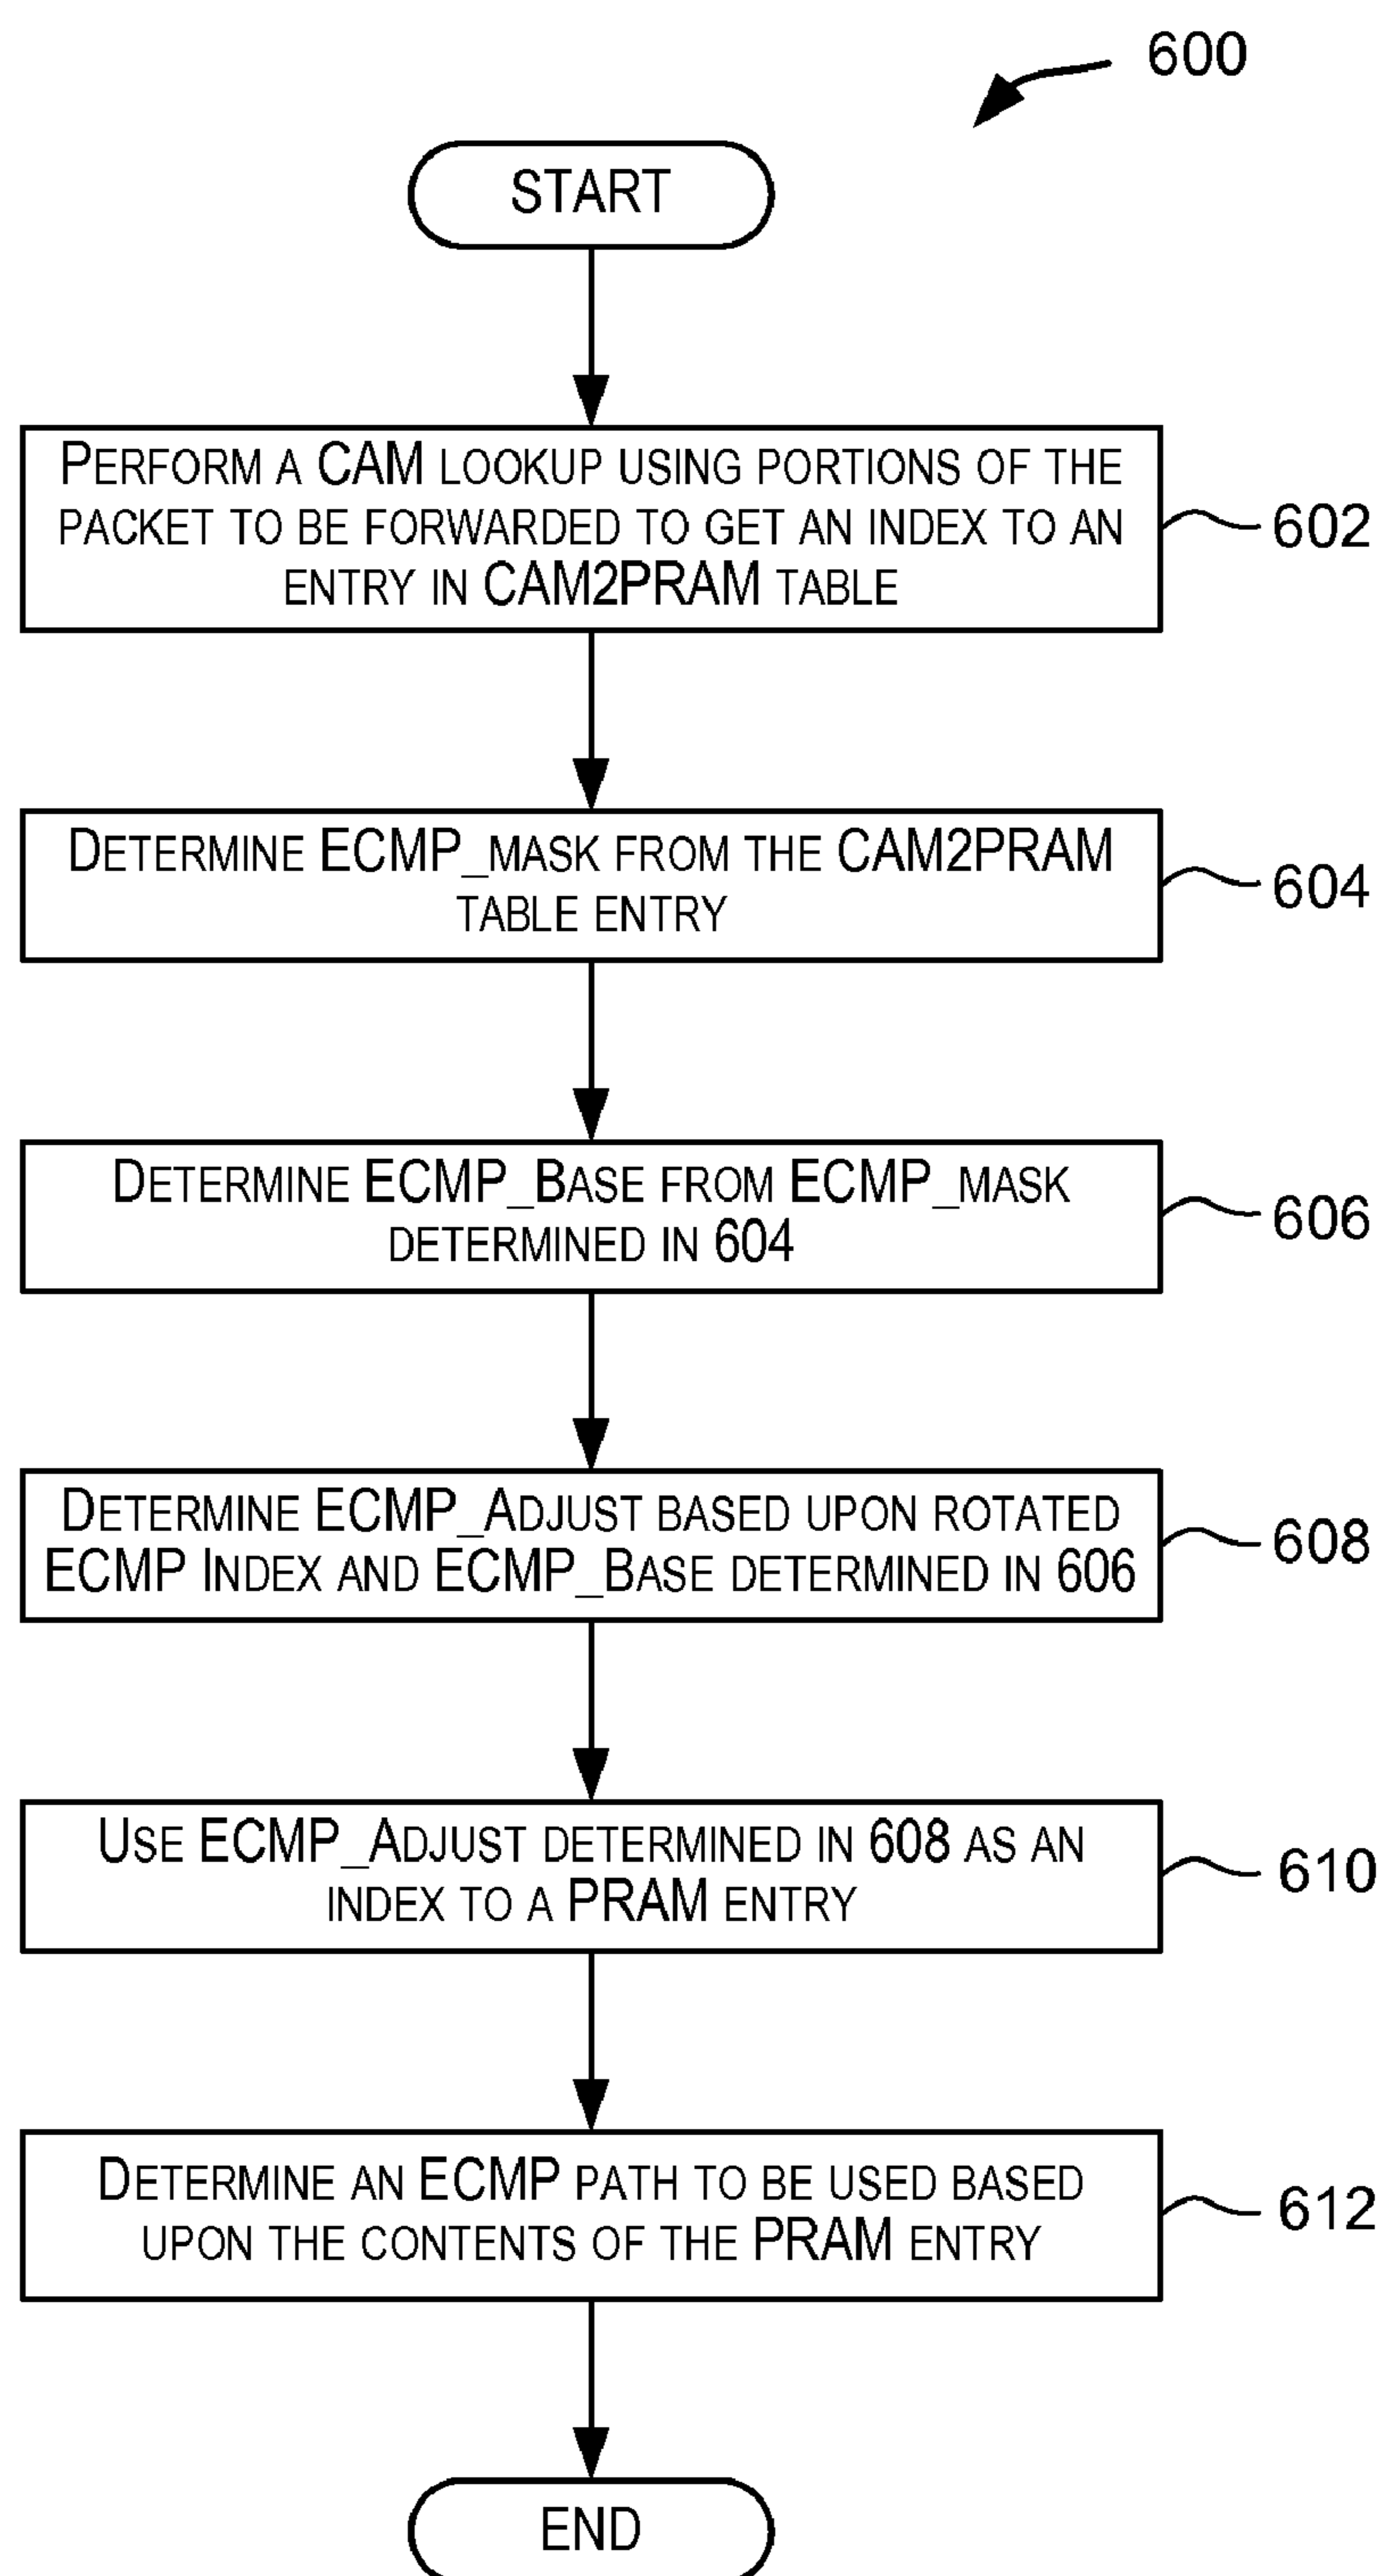 600
START
PERFORM A CAM LOOKUP USING PORTIONS OF THE
PACKET TO BE FORWARDED TO GET AN INDEX TO AN
ENTRY IN CAM2PRAM TABLE
602
DETERMINE ECMP_MASK FROM THE CAM2PRAM
TABLE ENTRY
604
DETERMINE ECMP_BASE FROM ECMP_MASK
DETERMINED IN 604
606
DETERMINE ECMP_ADJUST BASED UPON ROTATED
ECMP INDEX AND ECMP_BASE DETERMINED IN 606
608
USE ECMP_ADJUST DETERMINED IN 608 AS AN
INDEX TO A PRAM ENTRY
610
DETERMINE AN ECMP PATH TO BE USED BASED
UPON THE CONTENTS OF THE PRAM ENTRY
612
END